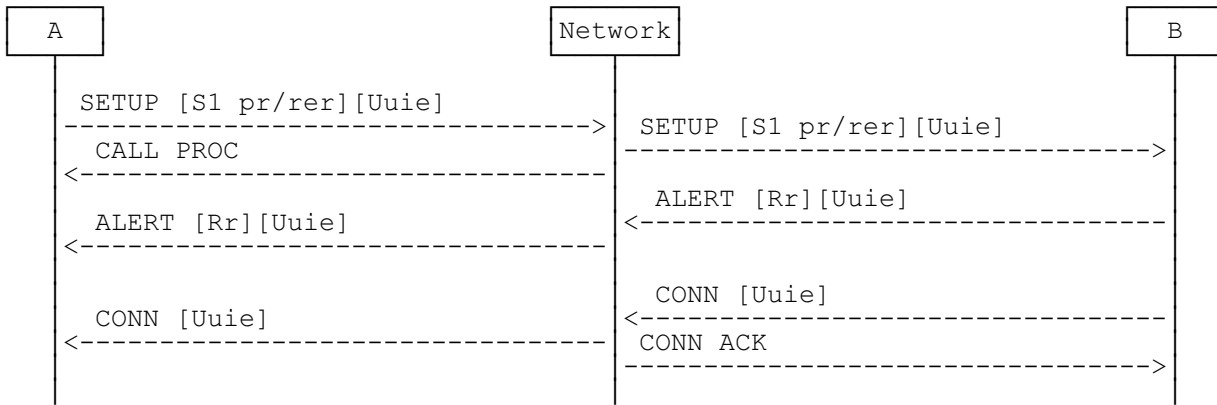 A Network B
SETUP [S1 pr/rer][Uuie]
SETUP [S1 pr/rer][Uuie]
CALL PROC
ALERT [Rr][Uuie]
ALERT [Rr][Uuie]
CONN [Uuie]
CONN [Uuie]
CONN ACK